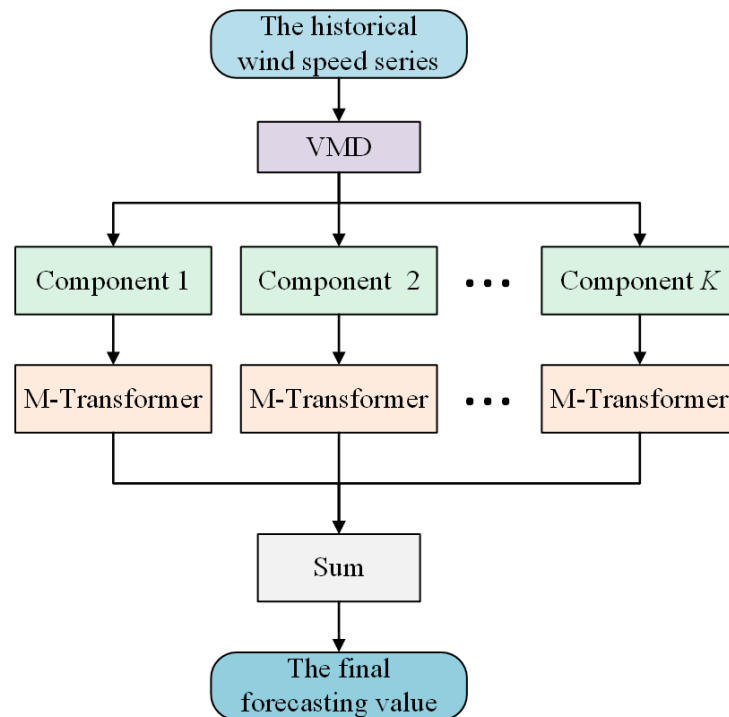 The historical
wind speed series
VMD
Component 1
Component 2
Component K
M-Transformer
M-Transformer
M-Transformer
Sum
The final
forecasting value